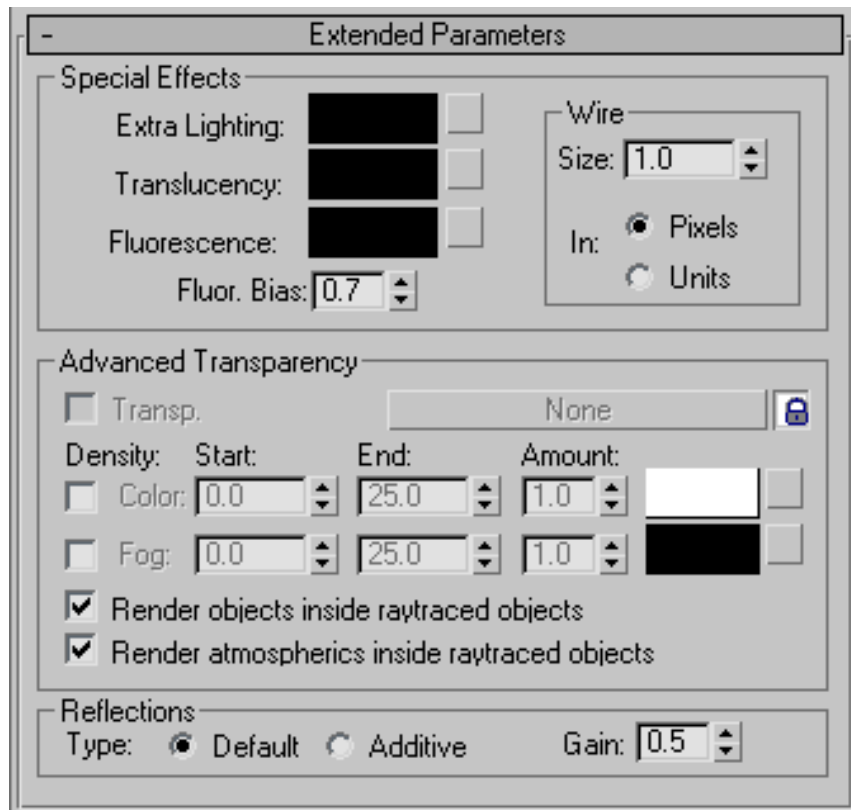 - Extended Parameters
Special Effects
Extra Lighting:
Translucency:
Fluorescence:
Fluor. Bias: 0.7
Wire
Size: 1.0
In: Pixels
Units
Advanced Transparency
Transp. None
Density: Start: End: Amount:
Color: 0.0 25.0 1.0
Fog: 0.0 25.0 1.0
Render objects inside raytraced objects
Render atmospherics inside raytraced objects
Reflections
Type: Default Additive Gain: 0.5